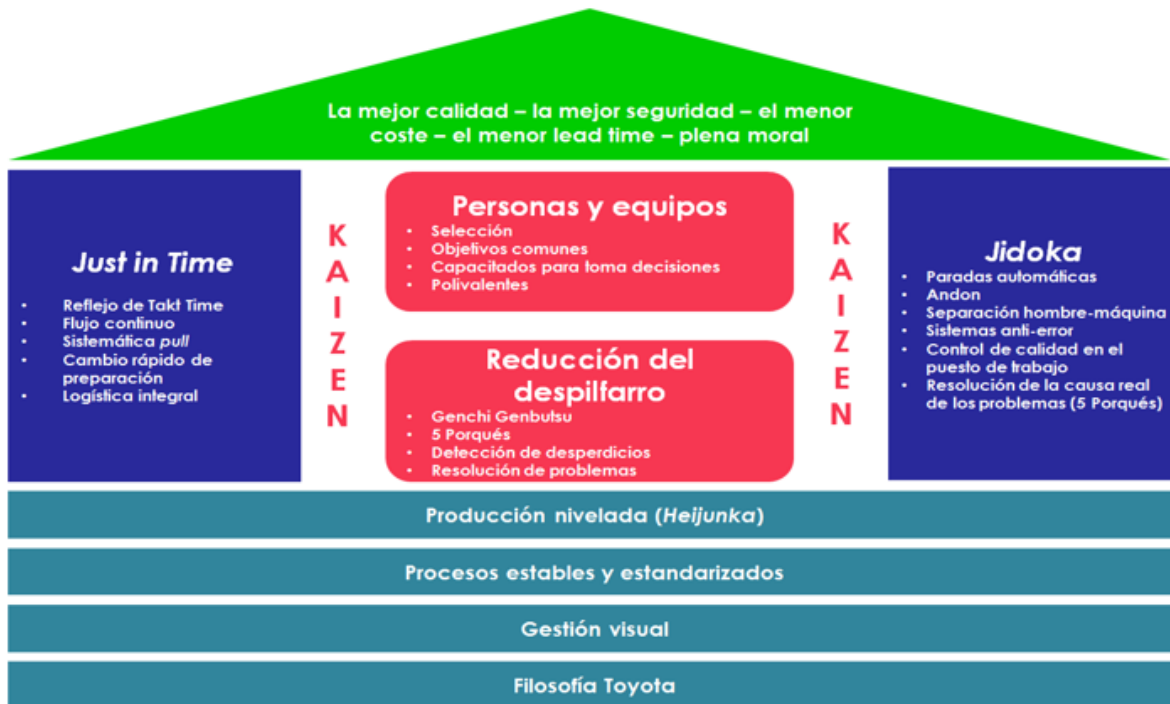 La mejor calidad – la mejor seguridad – el menor
coste – el menor lead time – plena moral
Just in Time
• Reflejo de Takt Time
• Flujo continuo
• Sistemática pull
• Cambio rápido de
preparación
• Logística integral
K
A
I
Z
E
N
Personas y equipos
• Selección
• Objetivos comunes
• Capacitados para toma decisiones
• Polivalentes
Reducción del
despilfarro
• Genchi Genbutsu
• 5 Porqués
• Detección de desperdicios
• Resolución de problemas
K
A
I
Z
E
N
Jidoka
• Paradas automáticas
• Andon
• Separación hombre-máquina
• Sistemas anti-error
• Control de calidad en el
puesto de trabajo
• Resolución de la causa real
de los problemas (5 Porqués)
Producción nivelada (Heijunka)
Procesos estables y estandarizados
Gestión visual
Filosofía Toyota